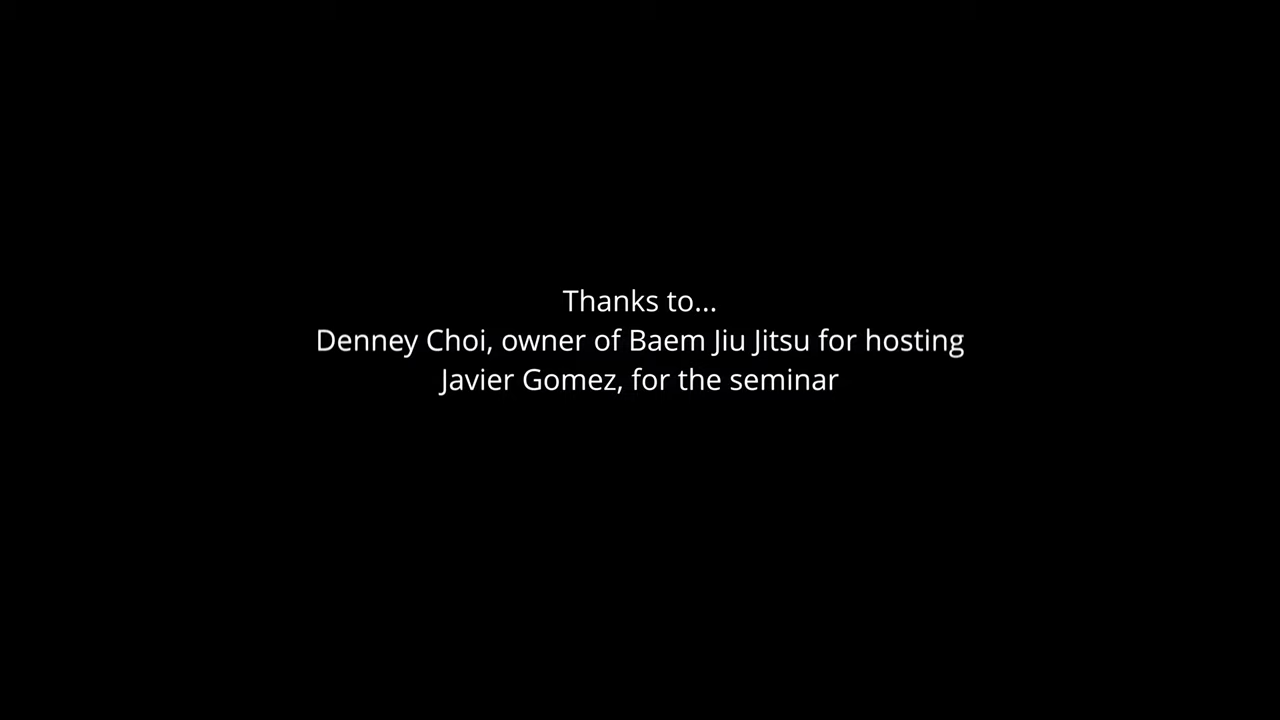 Thanks to...
Denney Choi, owner of Baem Jiu Jitsu for hosting
Javier Gomez, for the seminar